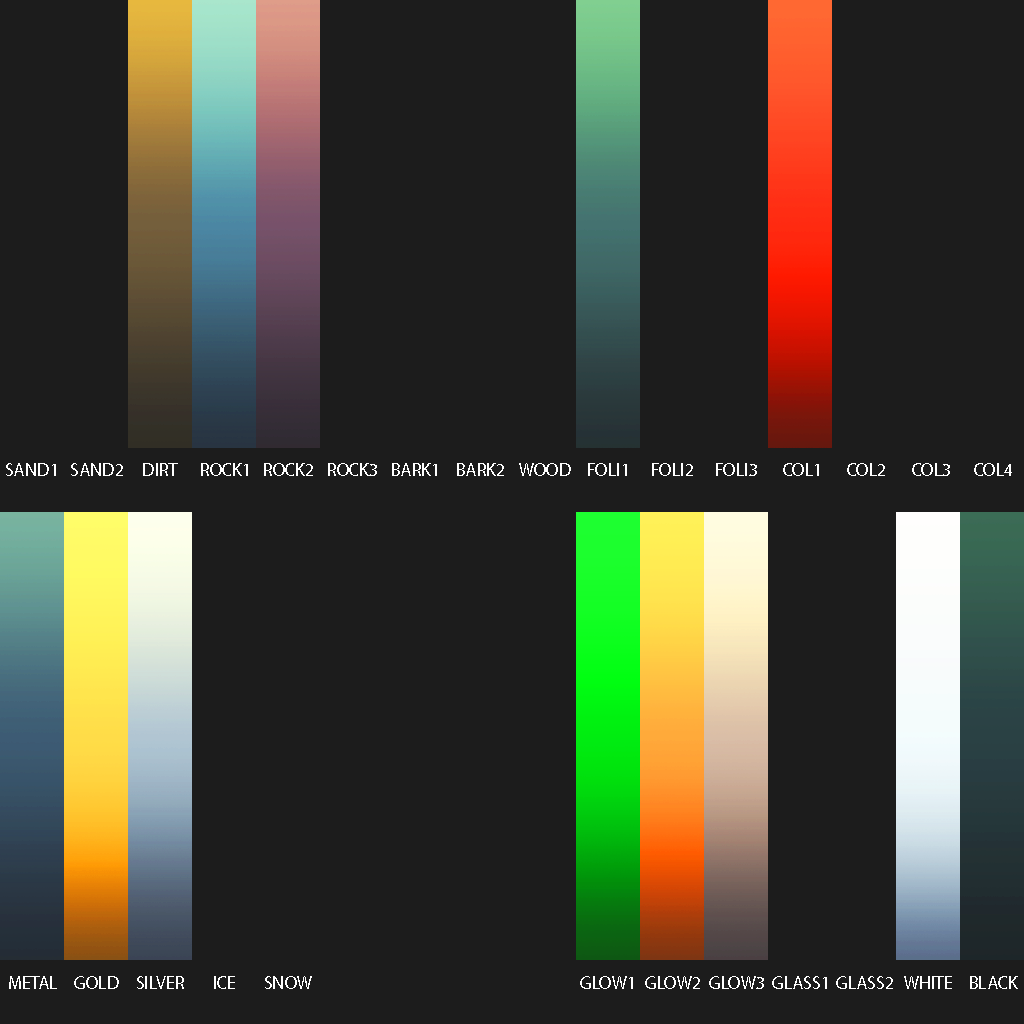 SAND1 SAND2 DIRT ROCK1 ROCK2 ROCK3 BARK1 BARK2 WOOD FOLI1 FOLI2 FOLI3 COL1 COL2 COL3 COL4
METAL GOLD SILVER ICE SNOW GLOW1 GLOW2 GLOW3 GLASS1 GLASS2 WHITE BLACK